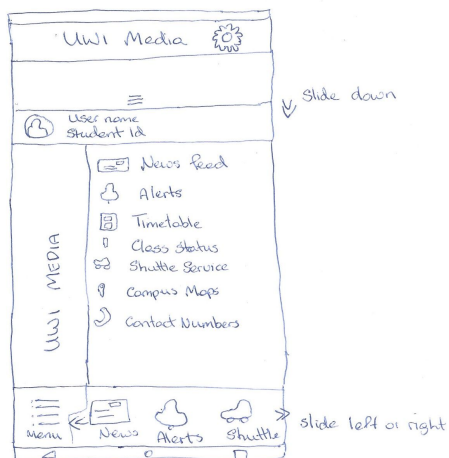 UWI Media
Slide down
User name
Student Id
News feed
Alerts
Timetable
Class Status
Shuttle Service
Campus Maps
Contact Numbers
UWI MEDIA
Menu
News
Alerts
Shuttle
slide left or right